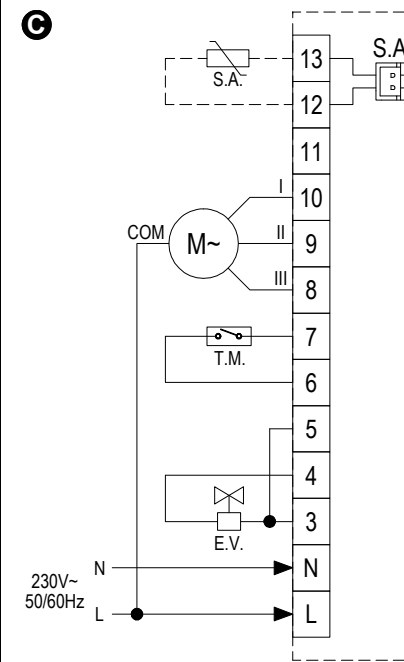 C
S.A.
S.A
13
12
11
I
10
COM
M~
II
9
III
8
7
T.M.
6
5
4
3
E.V.
N
N
230V~
50/60Hz
L
L